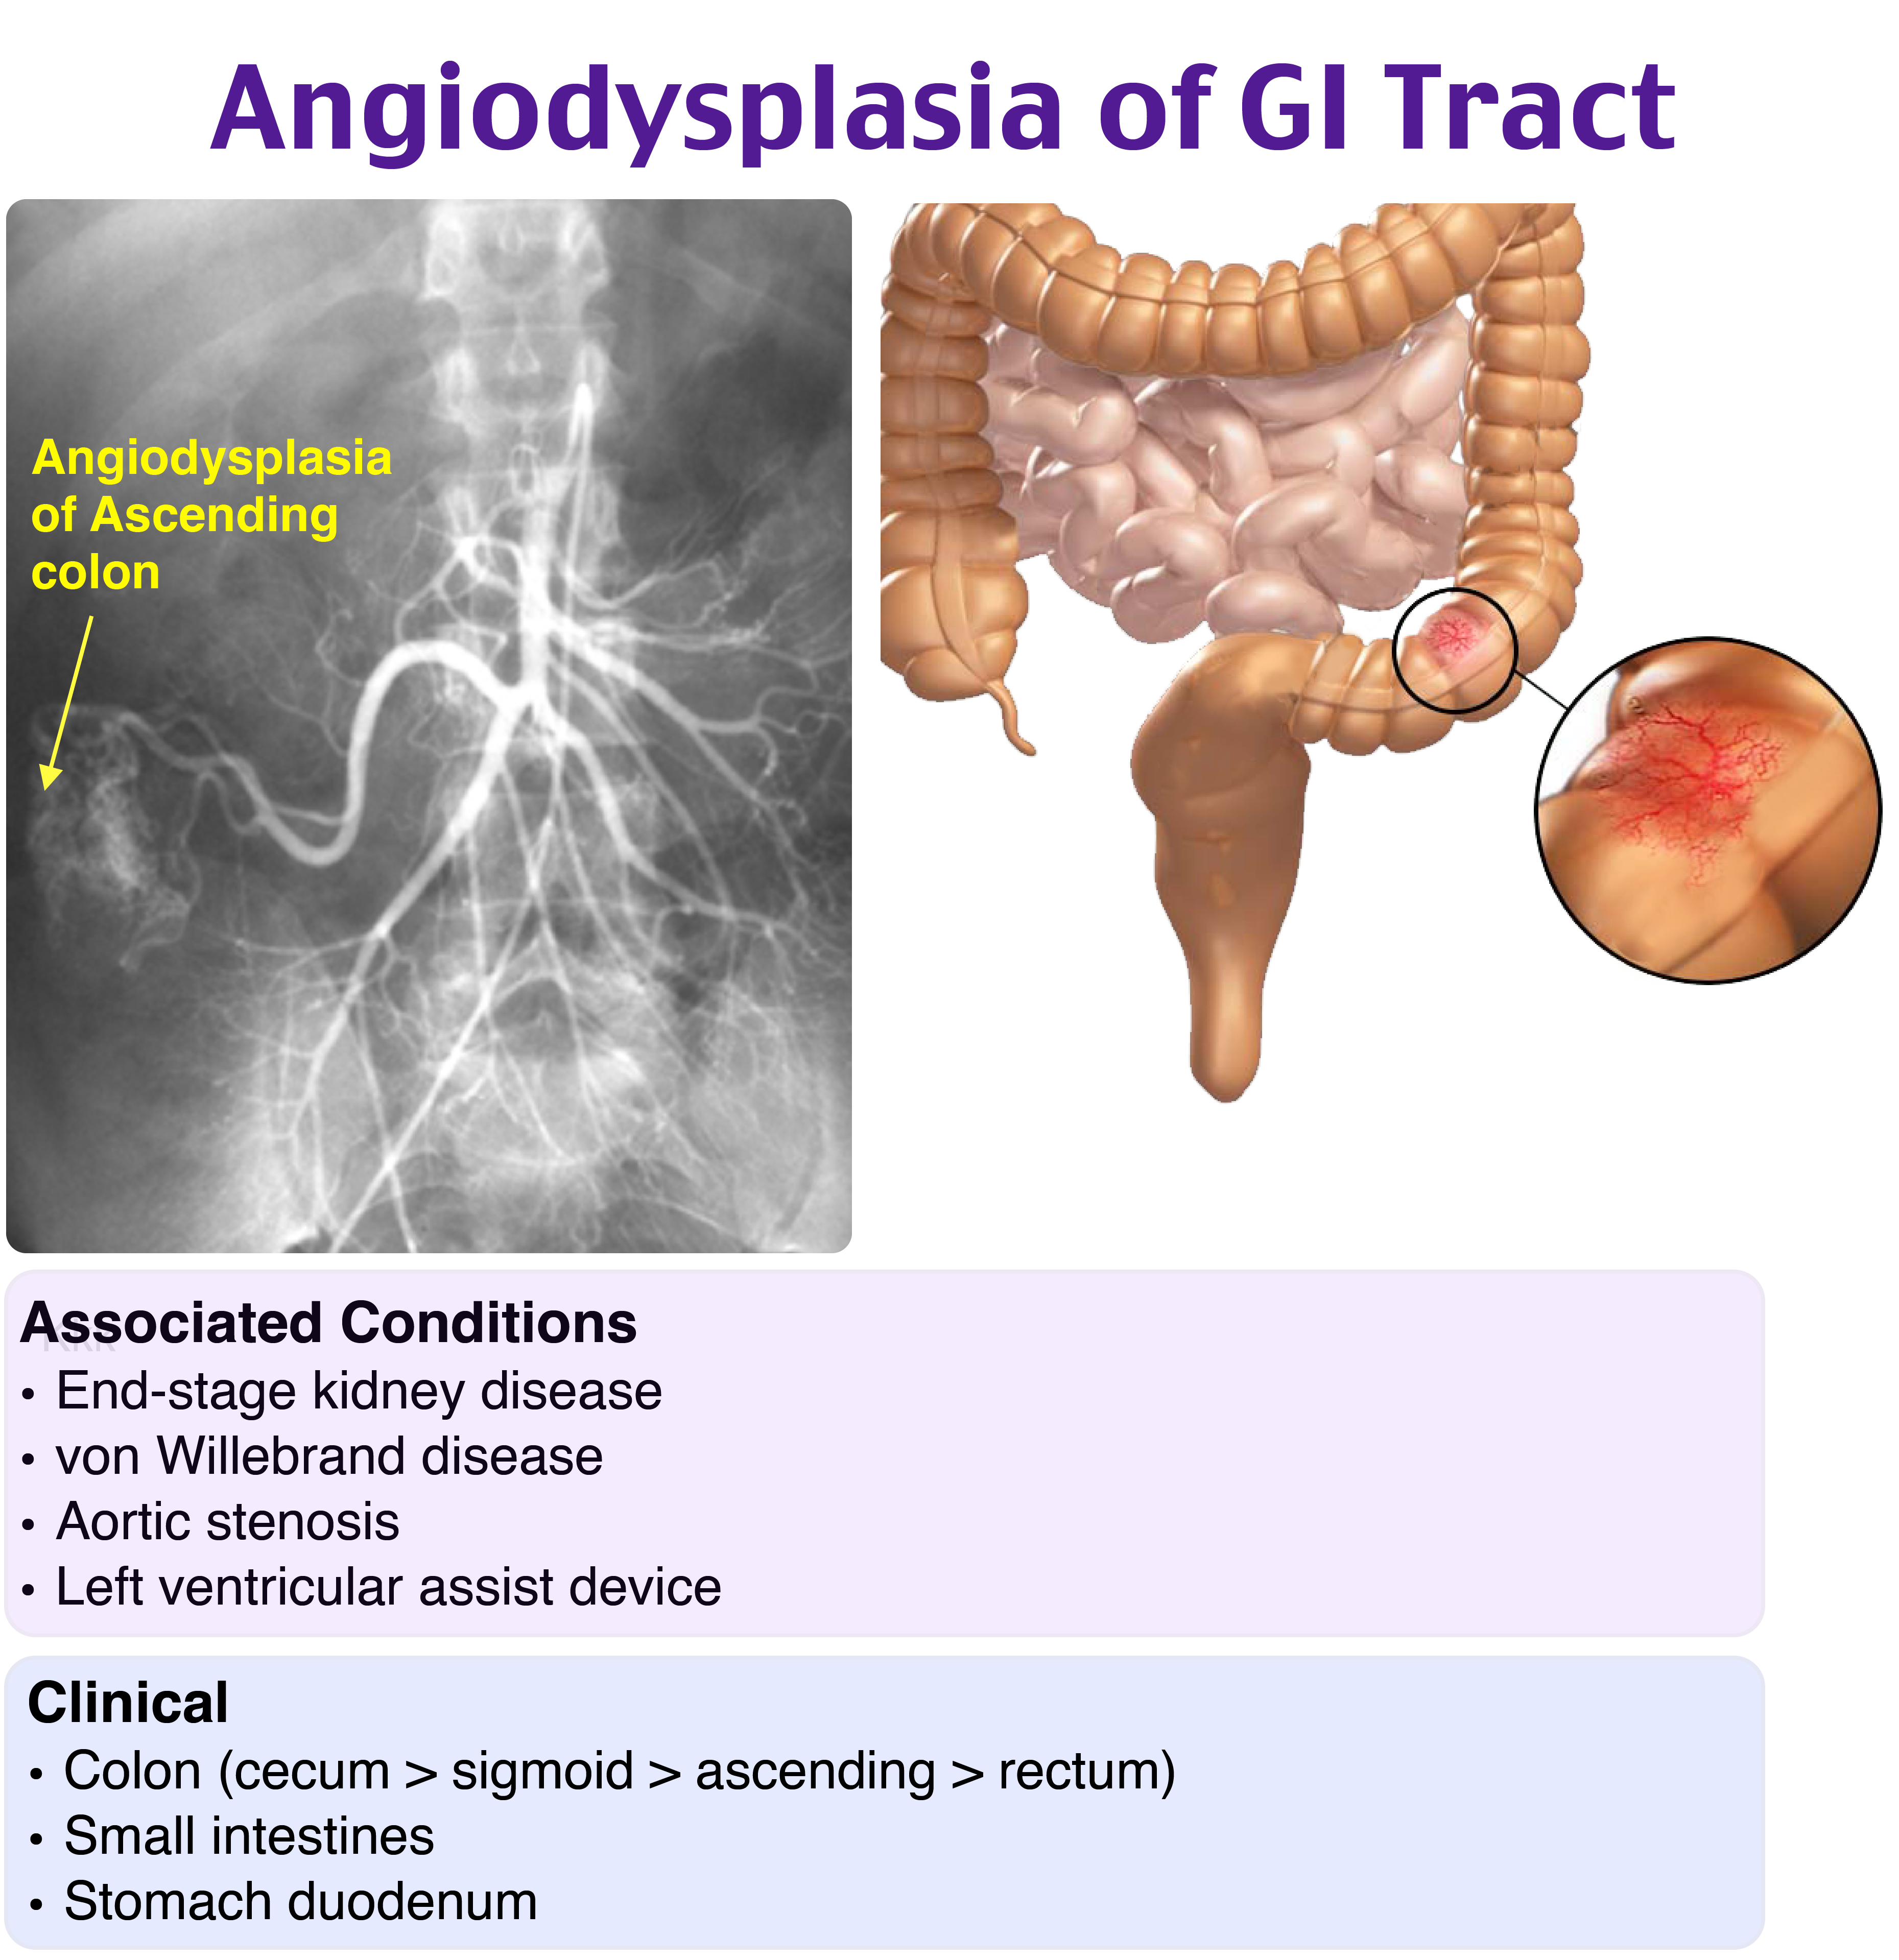 Angiodysplasia of GI Tract
Angiodysplasia
of Ascending
colon
Associated Conditions
• End-stage kidney disease
• von Willebrand disease
• Aortic stenosis
• Left ventricular assist device
Clinical
• Colon (cecum > sigmoid > ascending > rectum)
• Small intestines
• Stomach duodenum